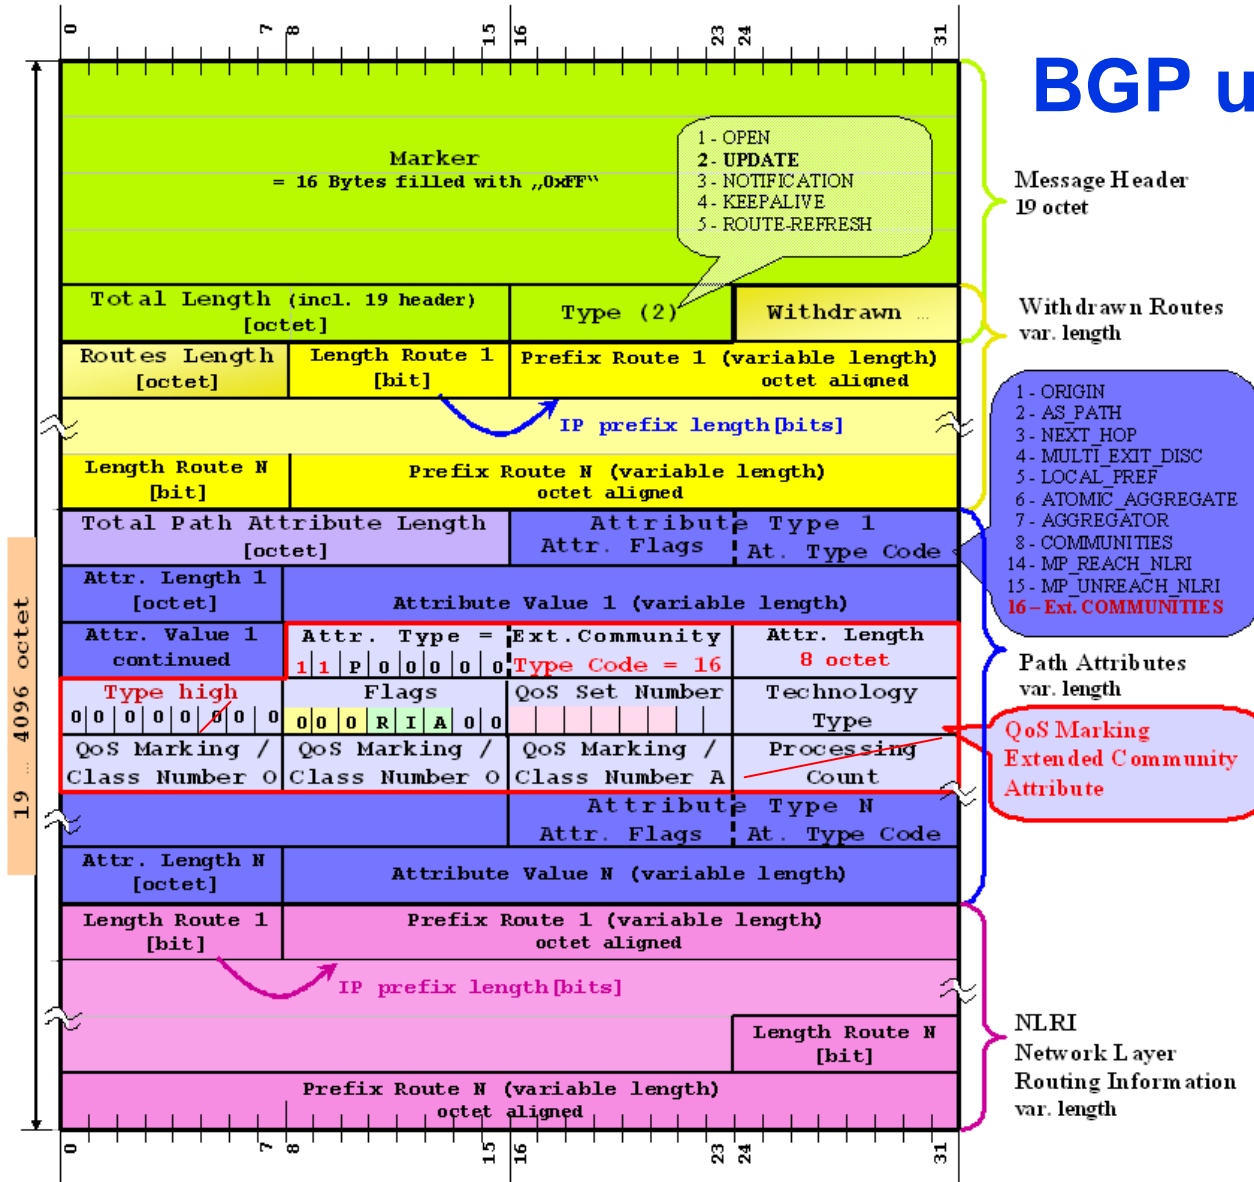 0 7 8 15 16 23 24 31
BGP u
Marker
= 16 Bytes filled with „0xFF“
1 - OPEN
2 - UPDATE
3 - NOTIFICATION
4 - KEEPALIVE
5 - ROUTE-REFRESH
Message Header
19 octet
Total Length (incl. 19 header)
[octet]
Type (2)
Withdrawn ...
Withdrawn Routes
var. length
Routes Length
[octet]
Length Route 1
[bit]
Prefix Route 1 (variable length)
octet aligned
IP prefix length[bits]
Length Route N
[bit]
Prefix Route N (variable length)
octet aligned
1 - ORIGIN
2 - AS_PATH
3 - NEXT_HOP
4 - MULTI_EXIT_DISC
5 - LOCAL_PREF
6 - ATOMIC_AGGREGATE
7 - AGGREGATOR
8 - COMMUNITIES
14 - MP_REACH_NLRI
15 - MP_UNREACH_NLRI
16 – Ext. COMMUNITIES
Total Path Attribute Length
[octet]
Attribute Type 1
Attr. Flags At. Type Code
Attr. Length 1
[octet]
Attribute Value 1 (variable length)
Attr. Value 1
continued
Attr. Type =
1 1 P 0 0 0 0 0
Ext.Community
Type Code = 16
Attr. Length
8 octet
Path Attributes
var. length
Type high
0 0 0 0 0 0 0 0
Flags
0 0 0 R I A 0 0
QoS Set Number
Technology
Type
QoS Marking /
Class Number O
QoS Marking /
Class Number O
QoS Marking /
Class Number A
Processing
Count
QoS Marking
Extended Community
Attribute
19 ... 4096 octet
Attribute Type N
Attr. Flags At. Type Code
Attr. Length N
[octet]
Attribute Value N (variable length)
Length Route 1
[bit]
Prefix Route 1 (variable length)
octet aligned
IP prefix length[bits]
Length Route N
[bit]
Prefix Route N (variable length)
octet aligned
NLRI
Network Layer
Routing Information
var. length
0 7 8 15 16 23 24 31